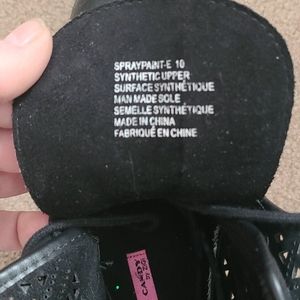 SPRAYPAINT-E 10
SYNTHETIC UPPER
SURFACE SYNTHÉTIQUE
MAN MADE SOLE
SEMELLE SYNTHÉTIQUE
MADE IN CHINA
FABRIQUÉ EN CHINE